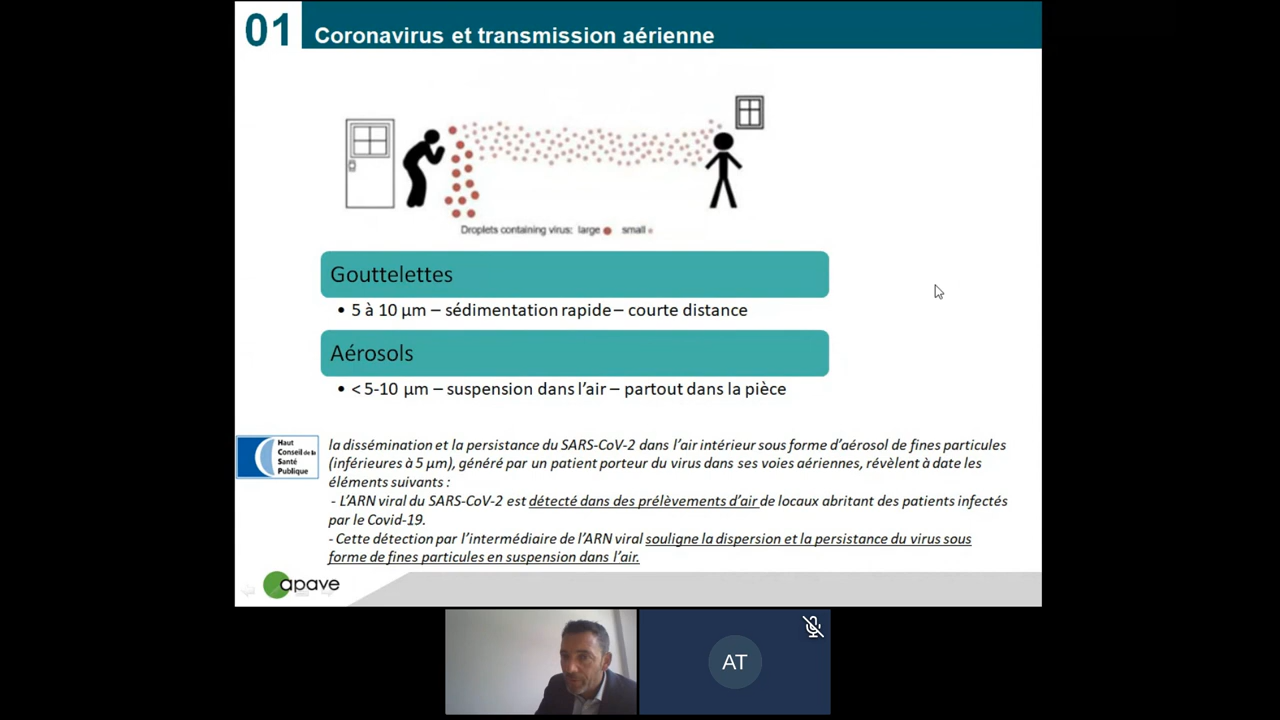 01 Coronavirus et transmission aérienne
Droplets containing virus: large small
Gouttelettes
• 5 à 10 µm – sédimentation rapide – courte distance
Aérosols
• < 5-10 µm – suspension dans l’air – partout dans la pièce
Haut
Conseil de la
Santé
Publique
la dissémination et la persistance du SARS-CoV-2 dans l’air intérieur sous forme d’aérosol de fines particules
(inférieures à 5 µm), généré par un patient porteur du virus dans ses voies aériennes, révèlent à date les
éléments suivants :
- L’ARN viral du SARS-CoV-2 est détecté dans des prélèvements d’air de locaux abritant des patients infectés
par le Covid-19.
- Cette détection par l’intermédiaire de l’ARN viral souligne la dispersion et la persistance du virus sous
forme de fines particules en suspension dans l’air.
apave
AT